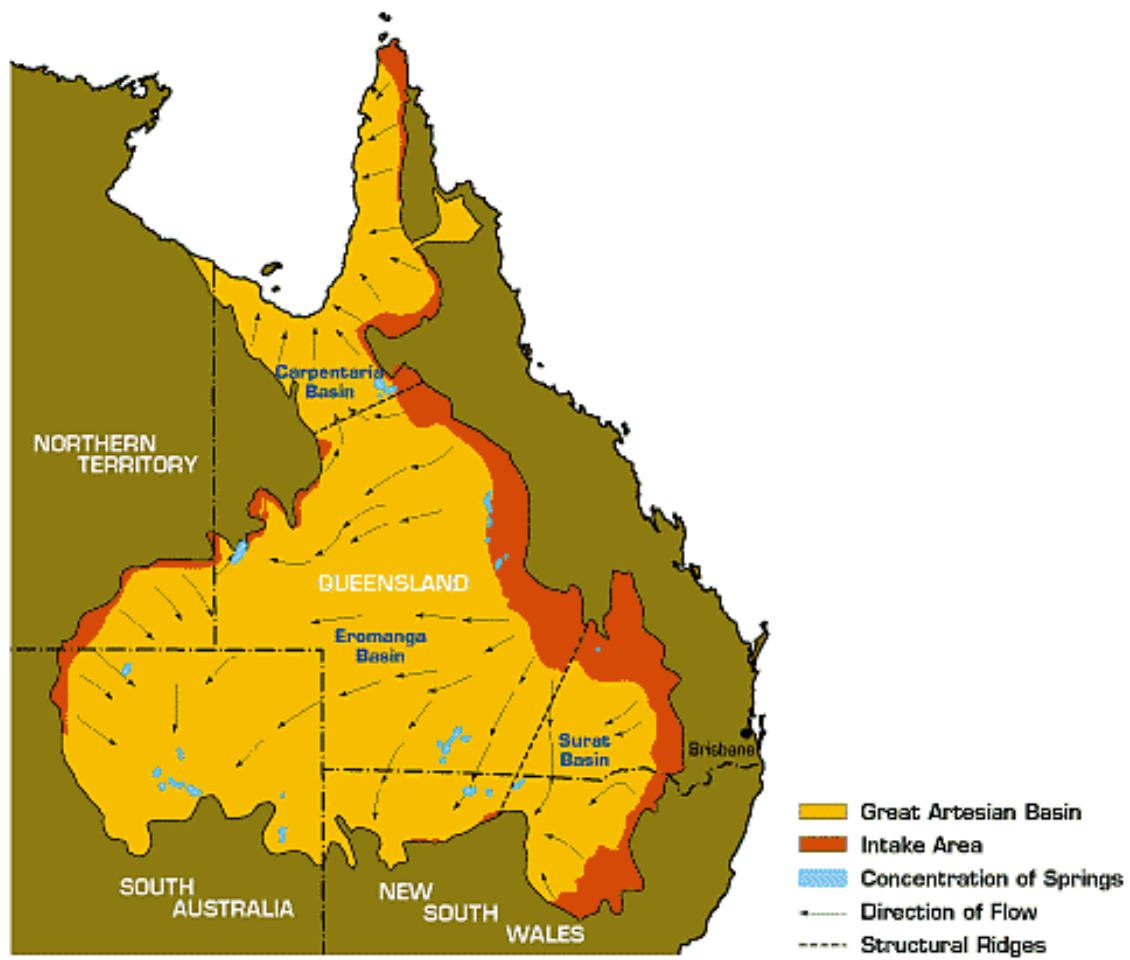 Carpentaria
Basin
NORTHERN
TERRITORY
QUEENSLAND
Eromanga
Basin
Surat
Basin
Brisbane
SOUTH
AUSTRALIA
NEW
SOUTH
WALES
Great Artesian Basin
Intake Area
Concentration of Springs
Direction of Flow
Structural Ridges